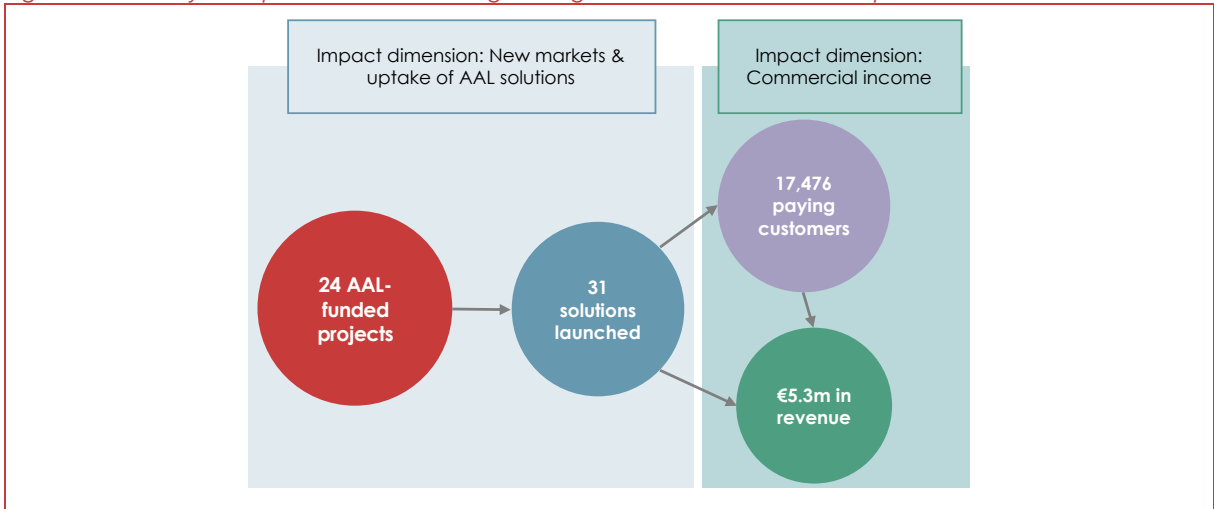 Impact dimension: New markets &
uptake of AAL solutions
Impact dimension:
Commercial income
24 AAL-
funded
projects
31
solutions
launched
17,476
paying
customers
€5.3m in
revenue